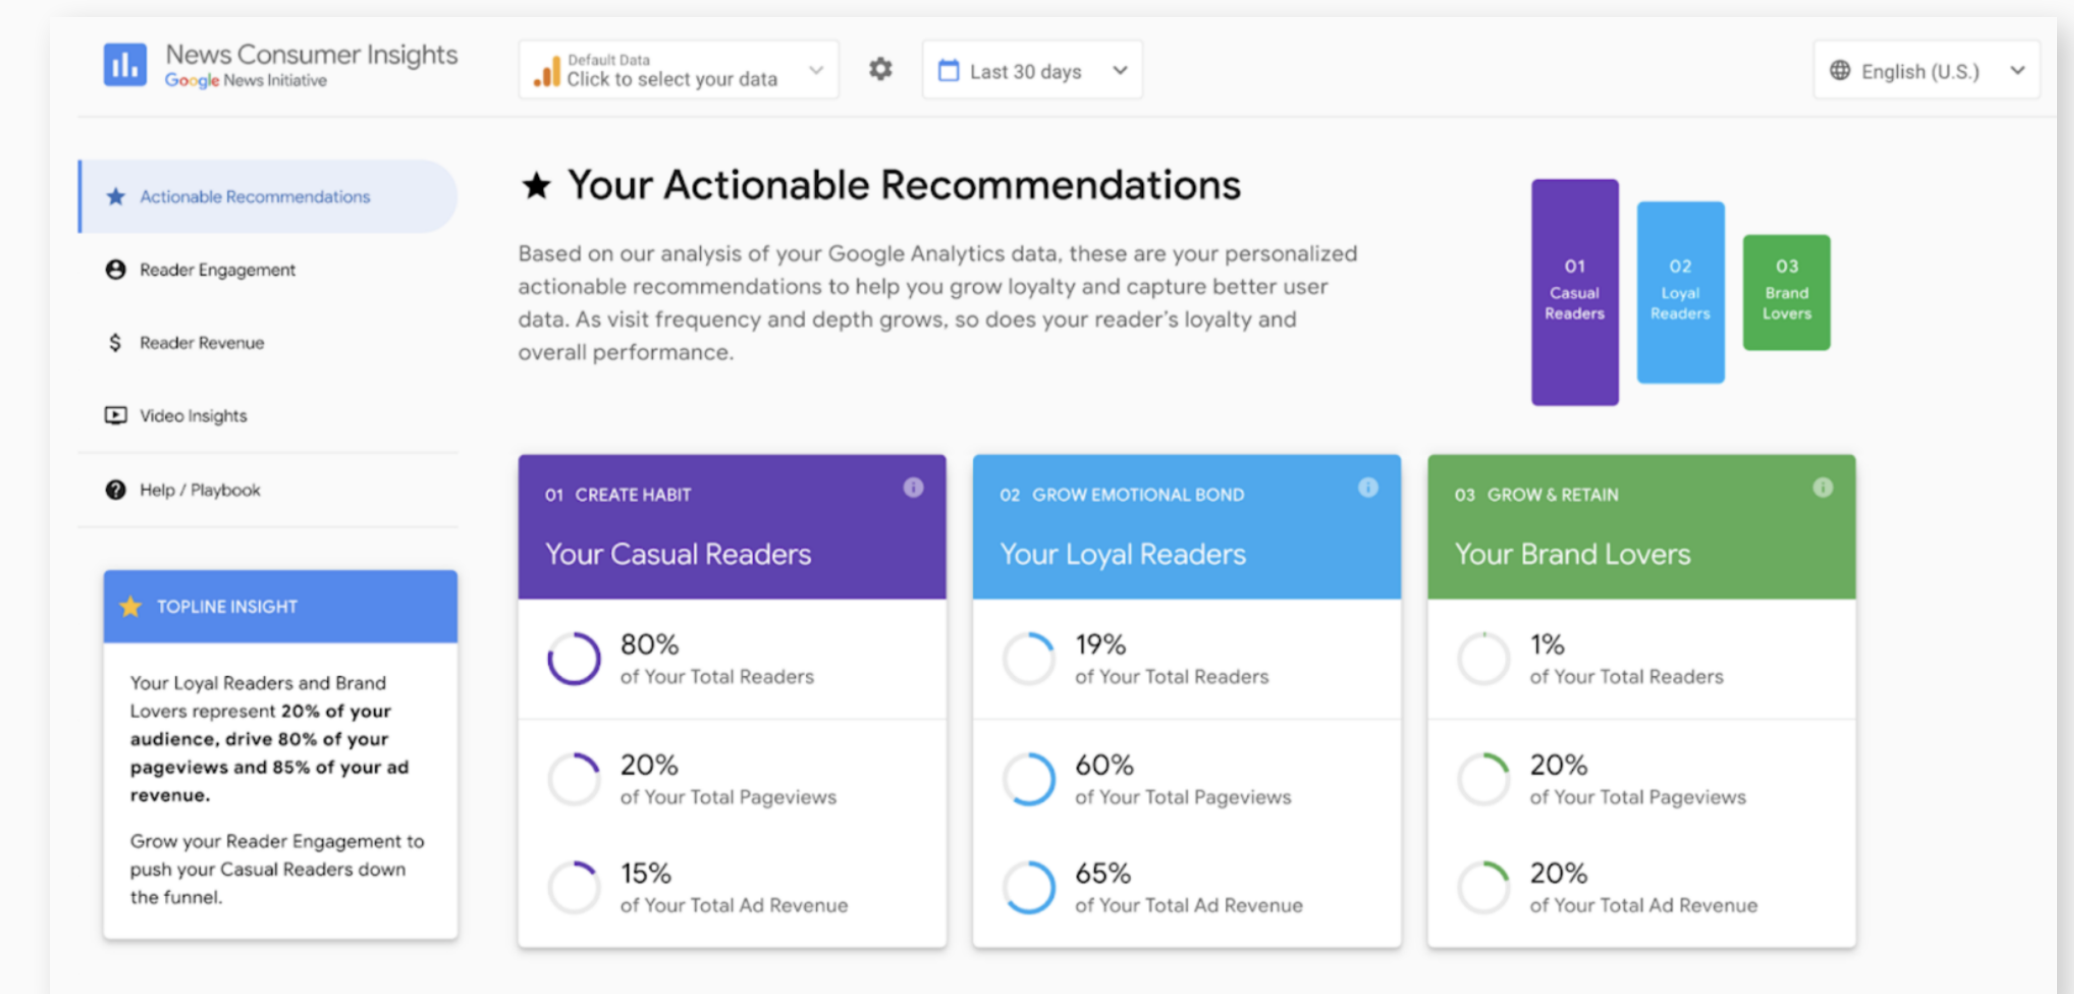 News Consumer Insights
Google News Initiative
Default Data
Click to select your data
Last 30 days
English (U.S.)
Actionable Recommendations
Reader Engagement
Reader Revenue
Video Insights
Help / Playbook
TOPLINE INSIGHT
Your Loyal Readers and Brand
Lovers represent 20% of your
audience, drive 80% of your
pageviews and 85% of your ad
revenue.
Grow your Reader Engagement to
push your Casual Readers down
the funnel.
Your Actionable Recommendations
Based on our analysis of your Google Analytics data, these are your personalized
actionable recommendations to help you grow loyalty and capture better user
data. As visit frequency and depth grows, so does your reader's loyalty and
overall performance.
01
Casual
Readers
02
Loyal
Readers
03
Brand
Lovers
01 CREATE HABIT
Your Casual Readers
80%
of Your Total Readers
20%
of Your Total Pageviews
15%
of Your Total Ad Revenue
02 GROW EMOTIONAL BOND
Your Loyal Readers
19%
of Your Total Readers
60%
of Your Total Pageviews
65%
of Your Total Ad Revenue
03 GROW & RETAIN
Your Brand Lovers
1%
of Your Total Readers
20%
of Your Total Pageviews
20%
of Your Total Ad Revenue